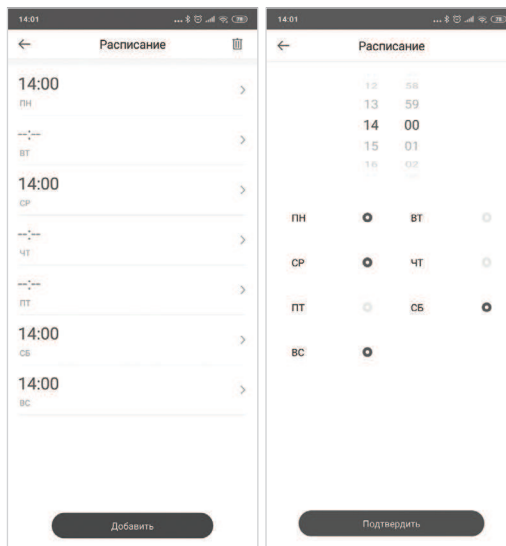 14:01
78
Расписание
14:00
ПН
--:--
ВТ
14:00
СР
--:--
ЧТ
--:--
ПТ
14:00
СБ
14:00
ВС
Добавить
14:01
78
Расписание
12 58
13 59
14 00
15 01
16 02
ПН ВТ
СР ЧТ
ПТ СБ
ВС
Подтвердить